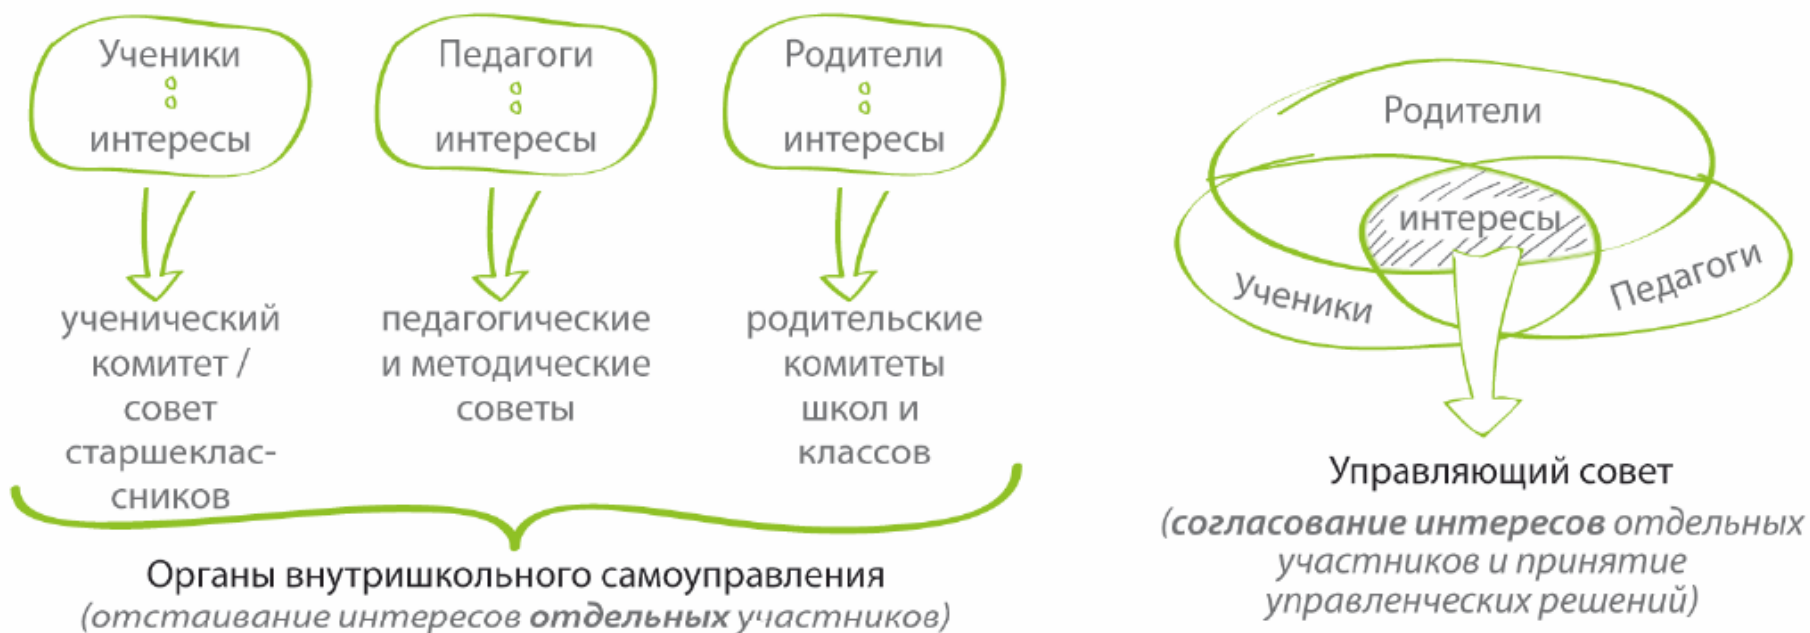 Ученики
интересы
ученический
комитет /
совет
старшеклас-
сников
Педагоги
интересы
педагогические
и методические
советы
Родители
интересы
родительские
комитеты
школ и
классов
Органы внутришкольного самоуправления
(отстаивание интересов отдельных участников)
Родители
интересы
Ученики
Педагоги
Управляющий совет
(согласование интересов отдельных
участников и принятие
управленческих решений)